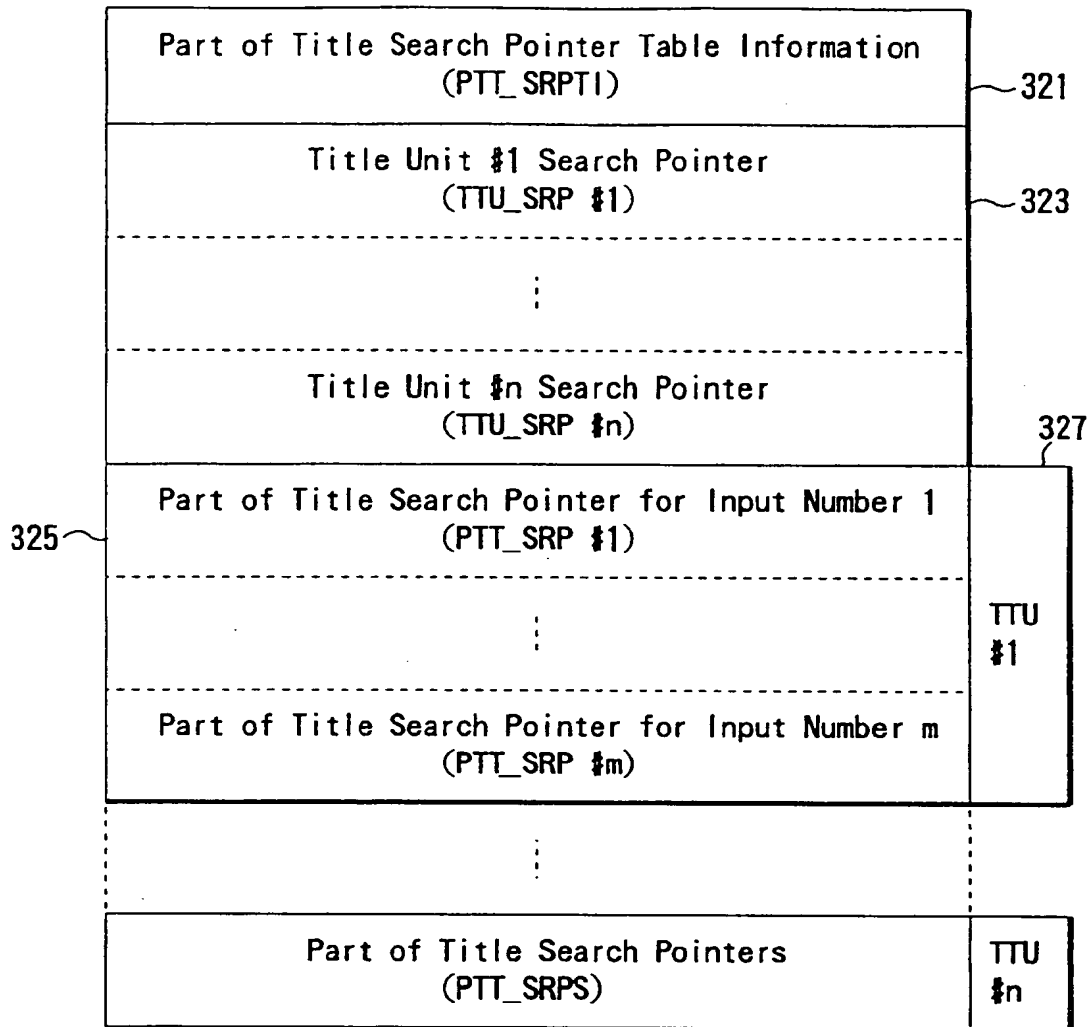 Part of Title Search Pointer Table Information
(PTT_SRPTI)
321
Title Unit #1 Search Pointer
(TTU_SRP #1)
323
Title Unit #n Search Pointer
(TTU_SRP #n)
327
Part of Title Search Pointer for Input Number 1
(PTT_SRP #1)
325
TTU
#1
Part of Title Search Pointer for Input Number m
(PTT_SRP #m)
Part of Title Search Pointers
(PTT_SRPS)
TTU
#n